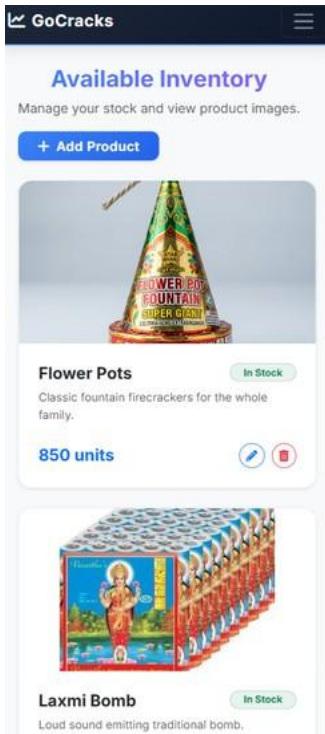 GoCracks
Available Inventory
Manage your stock and view product images.
+ Add Product
FLOWER POT
FOUNTAIN
SUPER GIANT
Flower Pots
In Stock
Classic fountain firecrackers for the whole
family.
850 units
Laxmi Bomb
In Stock
Loud sound emitting traditional bomb.